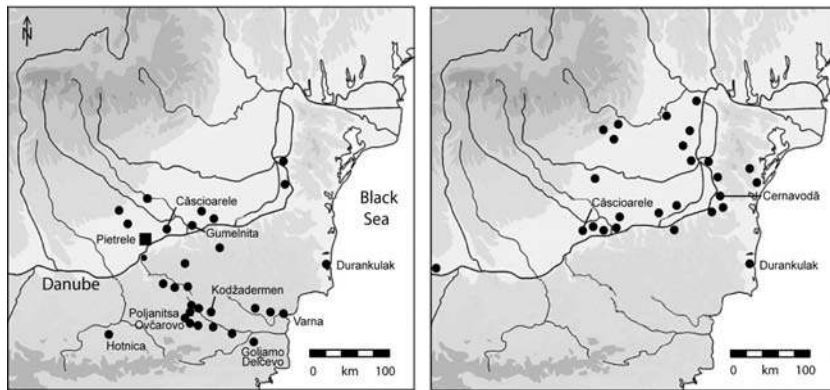 N
Căscioarele
Black
Sea
Gumelnita
Pietrele
Durankulak
Danube
Kodžadermen
Poljanitsa
Ovčarovo
Varna
Hotnica
Goljamo
Delčevo
0 km 100
Căscioarele
Cernavodă
Durankulak
0 km 100